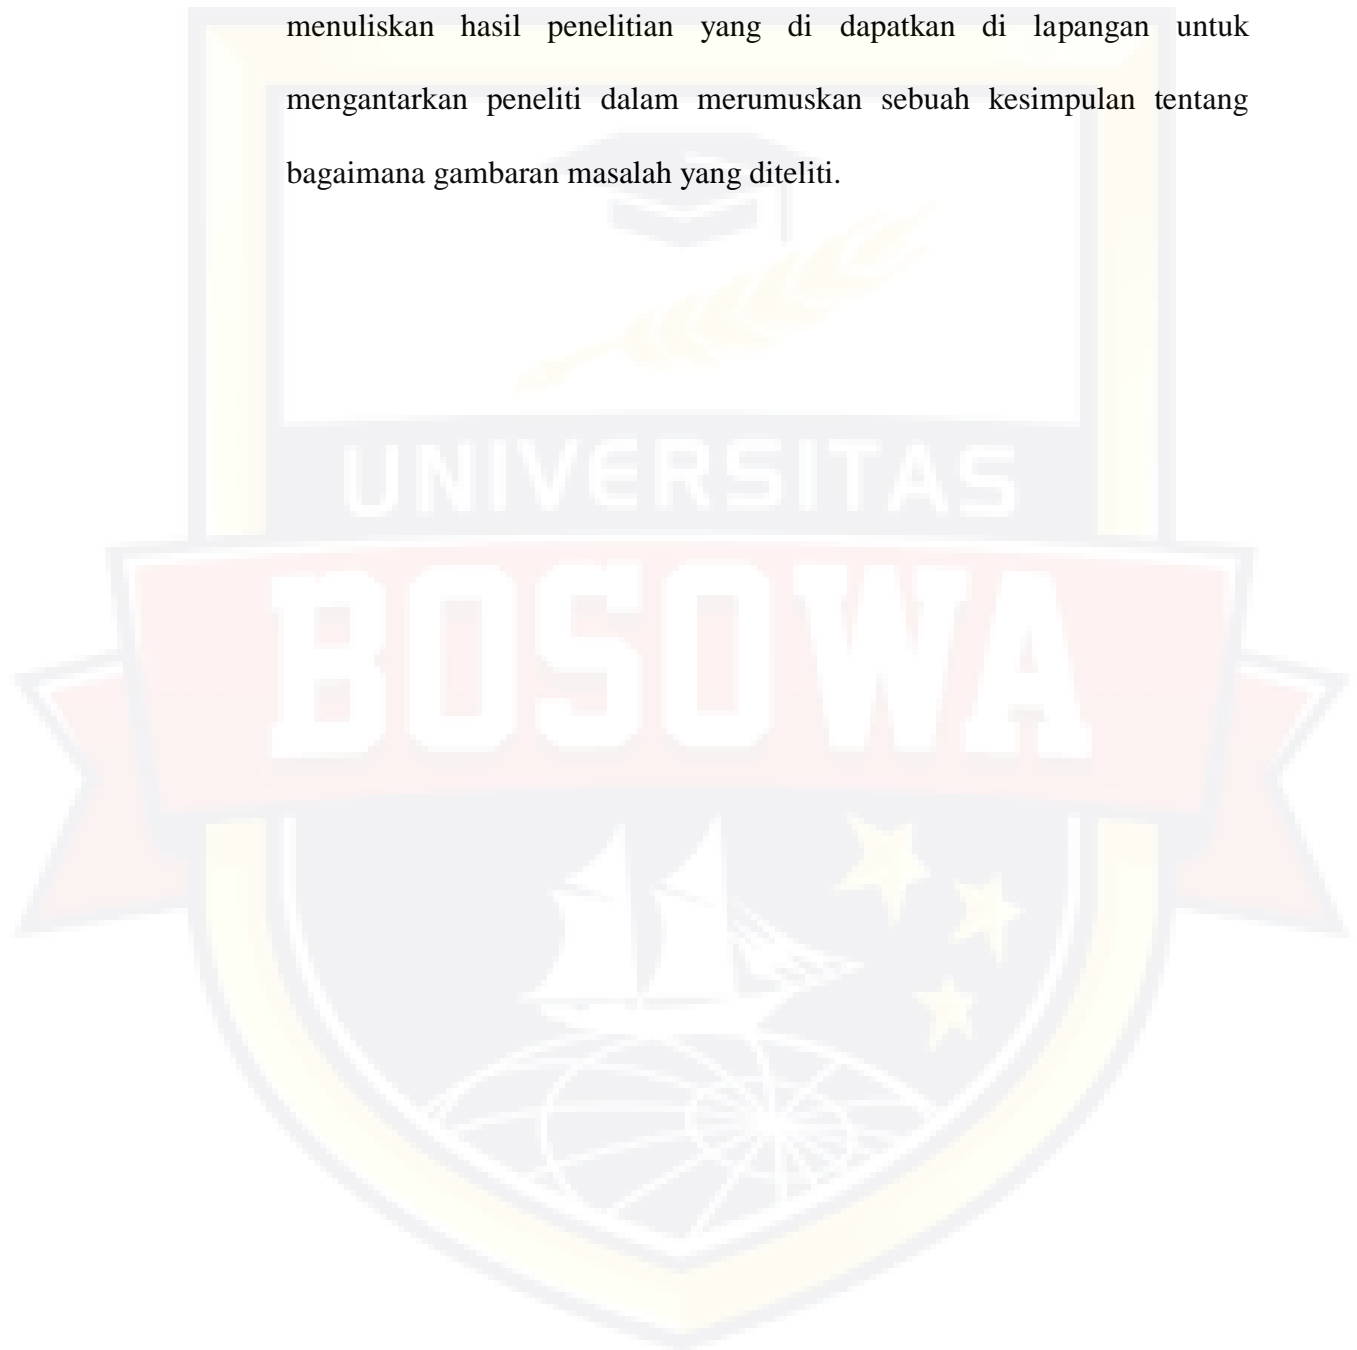 menuliskan hasil penelitian yang di dapatkan di lapangan untuk
mengantarkan peneliti dalam merumuskan sebuah kesimpulan tentang
bagaimana gambaran masalah yang diteliti.
UNIVERSITAS
BOSOWA